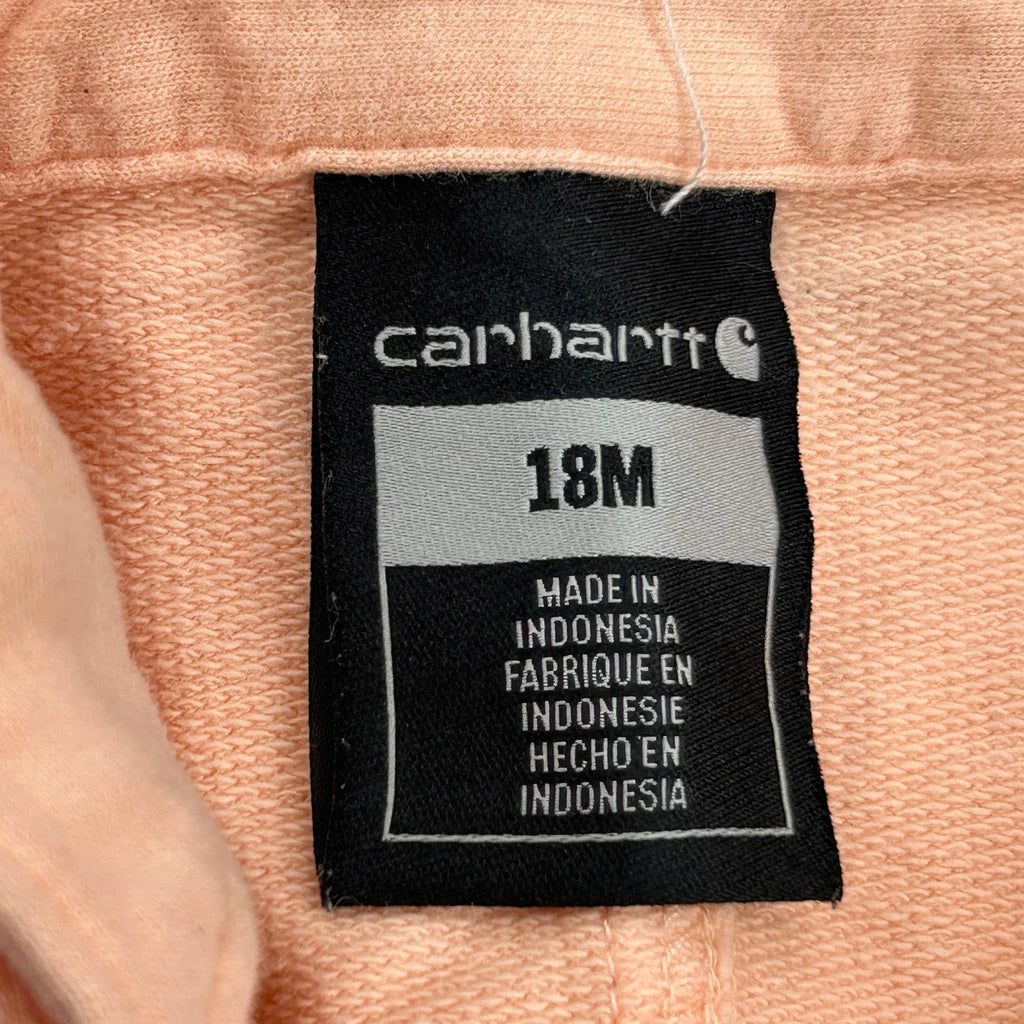 carhartt
18M
MADE IN
INDONESIA
FABRIQUE EN
INDONESIE
HECHO EN
INDONESIA